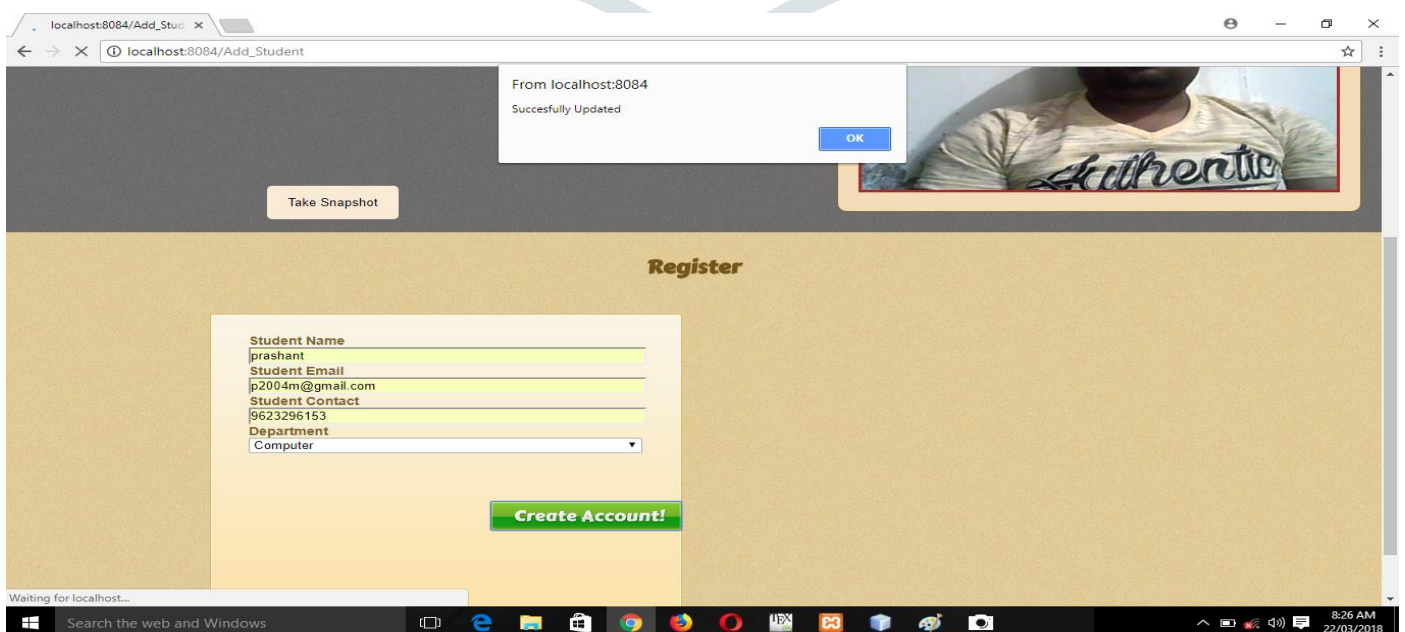 localhost:8084/Add_Stud
localhost:8084/Add_Student
From localhost:8084
Succesfully Updated
OK
Authentic
Take Snapshot
Register
Student Name
prashant
Student Email
p2004m@gmail.com
Student Contact
9623296153
Department
Computer
Create Account!
Waiting for localhost...
Search the web and Windows
TEX
8:26 AM
22/03/2018